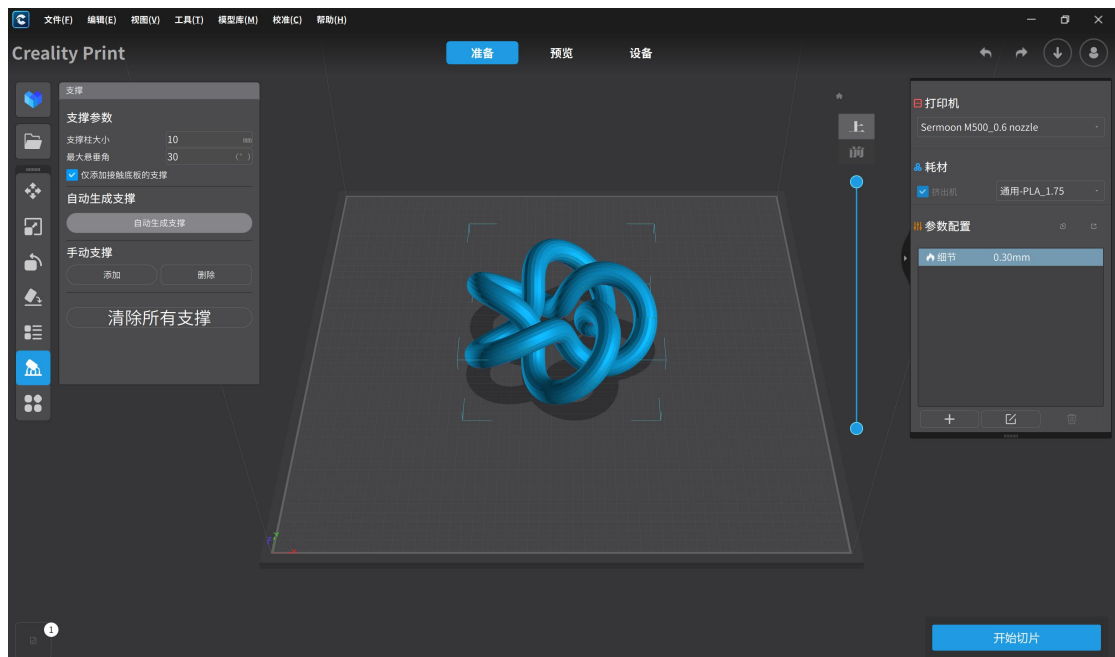 文件(F) 编辑(E) 视图(V) 工具(T) 模型库(M) 校准(C) 帮助(H)
Creality Print
准备 预览 设备
支撑
支撑参数
支撑柱大小 10 mm
最大悬垂角 30 (°)
仅添加接触底板的支撑
自动生成支撑
自动生成支撑
手动支撑
添加 删除
清除所有支撑
上
前
打印机
Sermoon M500_0.6 nozzle
耗材
挤出机 通用-PLA_1.75
参数配置
细节 0.30mm
1
开始切片